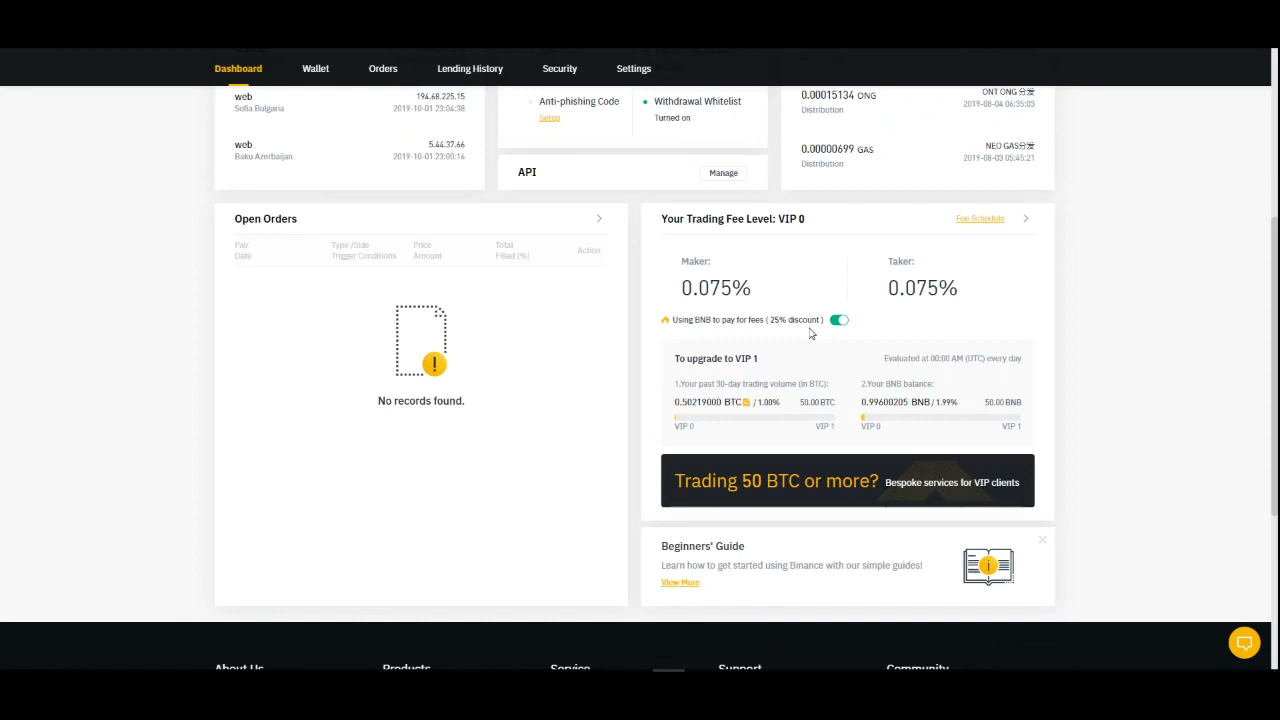 Dashboard Wallet Orders Lending History Security Settings
web 194.68.225.15
Sofia Bulgaria 2019-10-01 23:04:38
web 5.44.37.66
Baku Azerbaijan 2019-10-01 23:00:16
Anti-phishing Code
Setup
Withdrawal Whitelist
Turned on
API Manage
0.00015134 ONG ONT ONG 分发
Distribution 2019-08-04 06:35:03
0.00000699 GAS NEO GAS分发
Distribution 2019-08-03 05:45:21
Open Orders
Pair Type /Side Price Total Action
Date Trigger Conditions Amount Filled (%)
!
No records found.
Your Trading Fee Level: VIP 0 Fee Schedule
Maker: Taker:
0.075% 0.075%
Using BNB to pay for fees ( 25% discount )
To upgrade to VIP 1 Evaluated at 00:00 AM (UTC) every day
1.Your past 30-day trading volume (in BTC): 2.Your BNB balance:
0.50219000 BTC / 1.00% 50.00 BTC 0.99600205 BNB / 1.99% 50.00 BNB
VIP 0 VIP 1 VIP 0 VIP 1
Trading 50 BTC or more? Bespoke services for VIP clients
Beginners' Guide
Learn how to get started using Binance with our simple guides!
View More
About Us Products Service Support Community